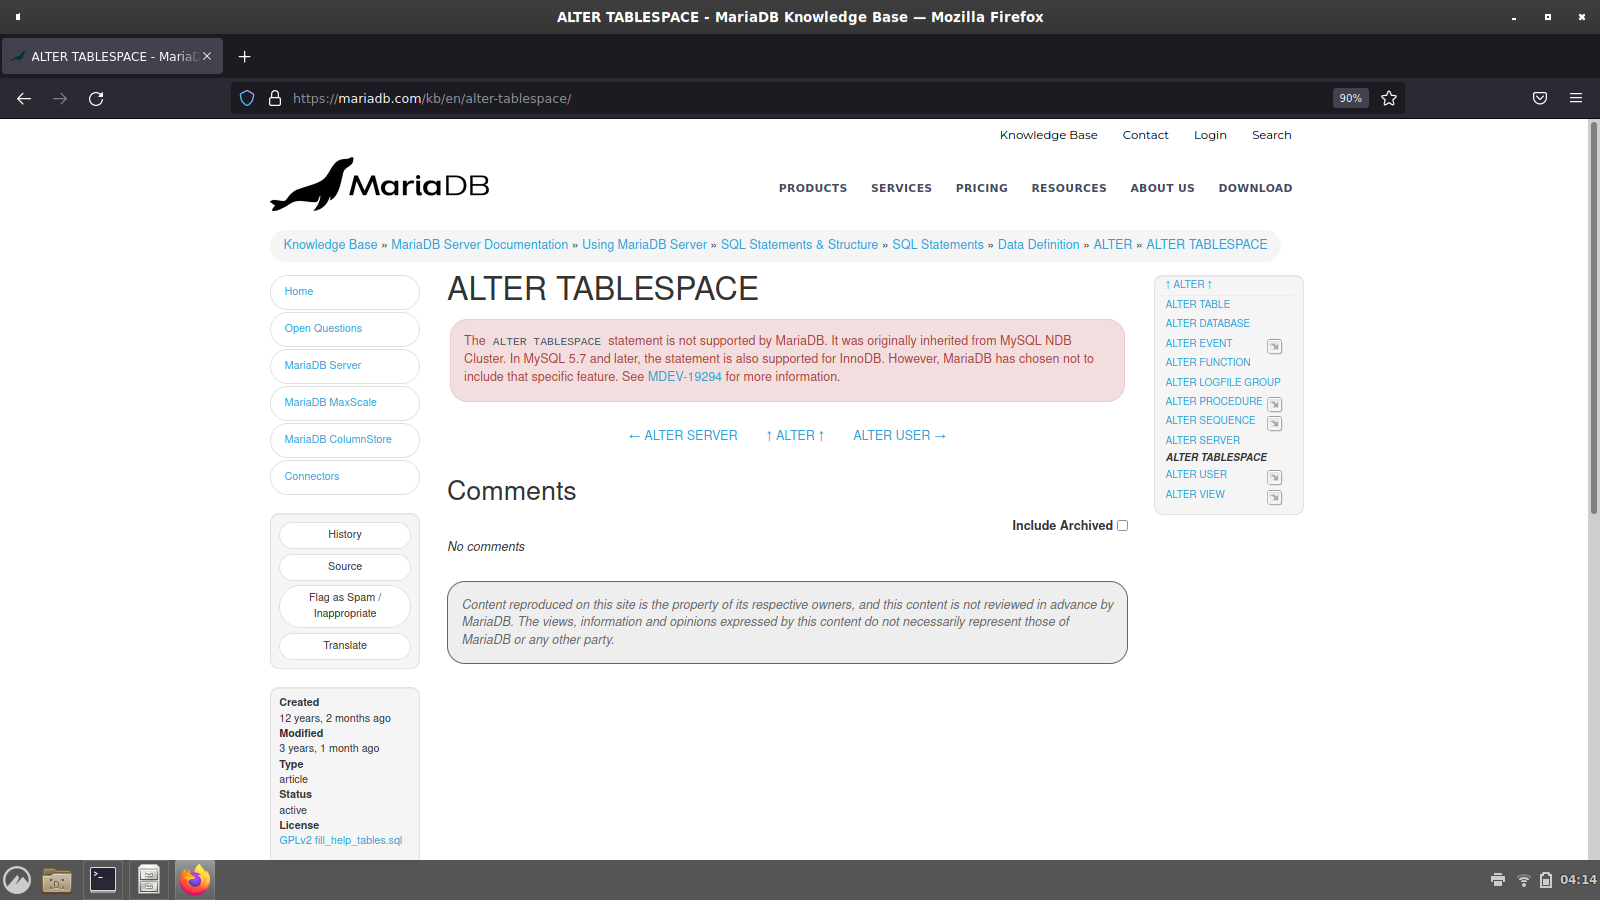 ALTER TABLESPACE - MariaDB Knowledge Base — Mozilla Firefox
ALTER TABLESPACE - MariaD
https://mariadb.com/kb/en/alter-tablespace/
90%
Knowledge Base Contact Login Search
MariaDB
PRODUCTS SERVICES PRICING RESOURCES ABOUT US DOWNLOAD
Knowledge Base » MariaDB Server Documentation » Using MariaDB Server » SQL Statements & Structure » SQL Statements » Data Definition » ALTER » ALTER TABLESPACE
Home
Open Questions
MariaDB Server
MariaDB MaxScale
MariaDB ColumnStore
Connectors
History
Source
Flag as Spam /
Inappropriate
Translate
Created
12 years, 2 months ago
Modified
3 years, 1 month ago
Type
article
Status
active
License
GPLv2 fill_help_tables.sql
ALTER TABLESPACE
The ALTER TABLESPACE statement is not supported by MariaDB. It was originally inherited from MySQL NDB
Cluster. In MySQL 5.7 and later, the statement is also supported for InnoDB. However, MariaDB has chosen not to
include that specific feature. See MDEV-19294 for more information.
← ALTER SERVER ↑ ALTER ↑ ALTER USER →
Comments
Include Archived
No comments
Content reproduced on this site is the property of its respective owners, and this content is not reviewed in advance by
MariaDB. The views, information and opinions expressed by this content do not necessarily represent those of
MariaDB or any other party.
↑ ALTER ↑
ALTER TABLE
ALTER DATABASE
ALTER EVENT
ALTER FUNCTION
ALTER LOGFILE GROUP
ALTER PROCEDURE
ALTER SEQUENCE
ALTER SERVER
ALTER TABLESPACE
ALTER USER
ALTER VIEW
04:14